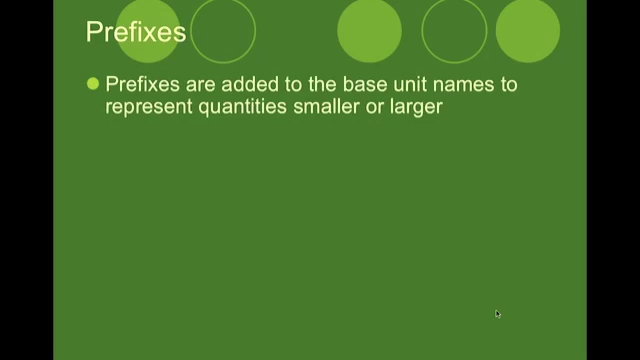 Prefixes
Prefixes are added to the base unit names to
represent quantities smaller or larger